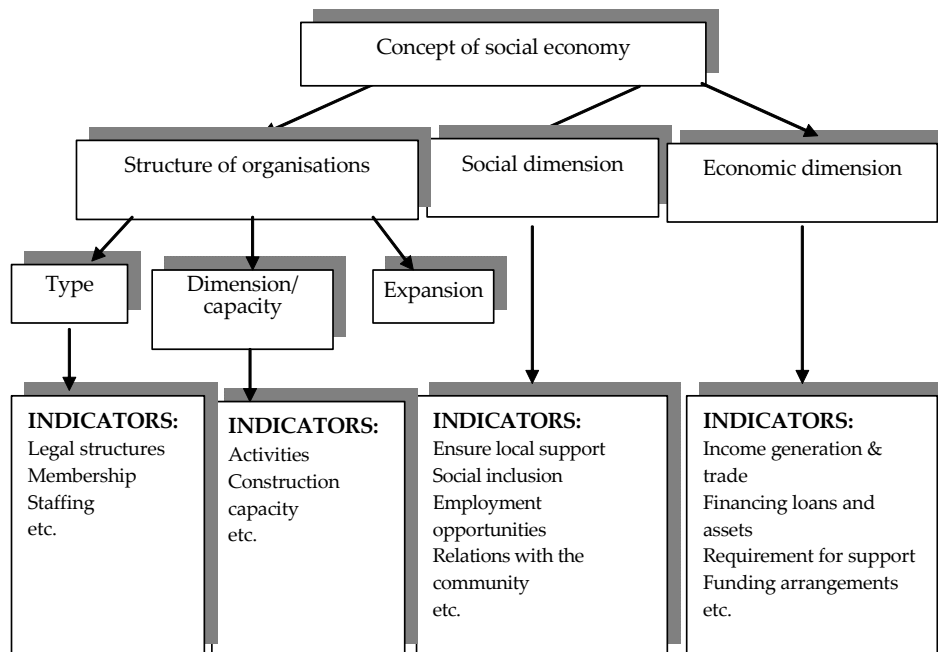 Concept of social economy
Structure of organisations
Social dimension
Economic dimension
Type
Dimension/
capacity
Expansion
INDICATORS:
Legal structures
Membership
Staffing
etc.
INDICATORS:
Activities
Construction
capacity
etc.
INDICATORS:
Ensure local support
Social inclusion
Employment
opportunities
Relations with the
community
etc.
INDICATORS:
Income generation &
trade
Financing loans and
assets
Requirement for support
Funding arrangements
etc.